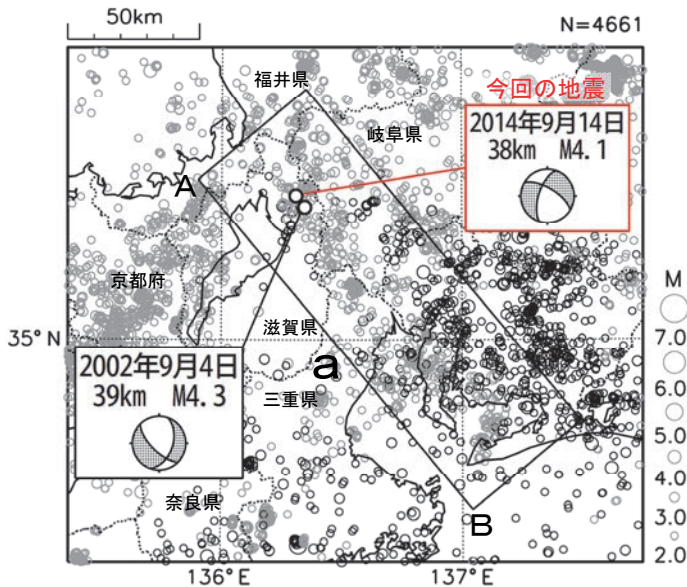 50km
N=4661
福井県
今回の地震
岐阜県
2014年9月14日
38km M4.1
A
京都府
M
35°N
滋賀県
7.0
2002年9月4日
39km M4.3
a
6.0
三重県
5.0
4.0
奈良県
B
3.0
2.0
136°E
137°E